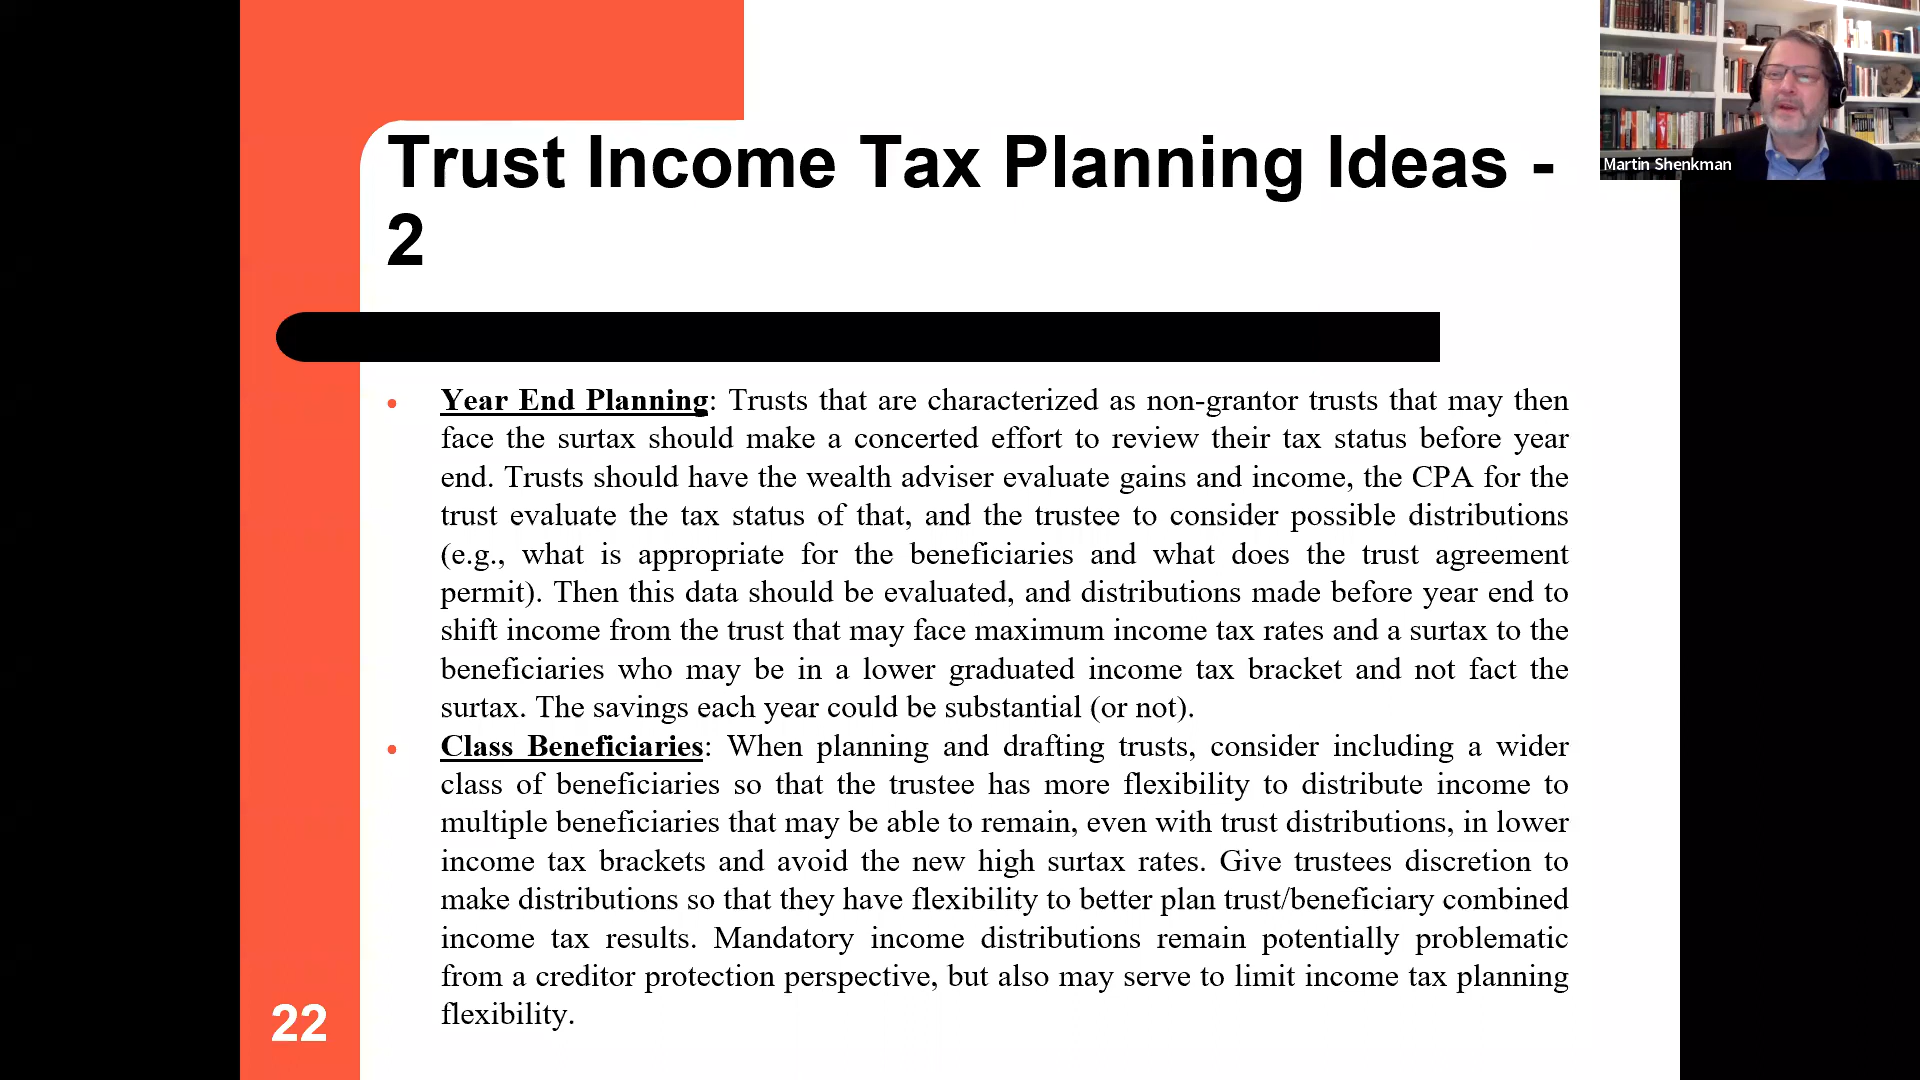 Trust Income Tax Planning Ideas -
2
Martin Shenkman
• Year End Planning: Trusts that are characterized as non-grantor trusts that may then
face the surtax should make a concerted effort to review their tax status before year
end. Trusts should have the wealth adviser evaluate gains and income, the CPA for the
trust evaluate the tax status of that, and the trustee to consider possible distributions
(e.g., what is appropriate for the beneficiaries and what does the trust agreement
permit). Then this data should be evaluated, and distributions made before year end to
shift income from the trust that may face maximum income tax rates and a surtax to the
beneficiaries who may be in a lower graduated income tax bracket and not fact the
surtax. The savings each year could be substantial (or not).
• Class Beneficiaries: When planning and drafting trusts, consider including a wider
class of beneficiaries so that the trustee has more flexibility to distribute income to
multiple beneficiaries that may be able to remain, even with trust distributions, in lower
income tax brackets and avoid the new high surtax rates. Give trustees discretion to
make distributions so that they have flexibility to better plan trust/beneficiary combined
income tax results. Mandatory income distributions remain potentially problematic
from a creditor protection perspective, but also may serve to limit income tax planning
flexibility.
22